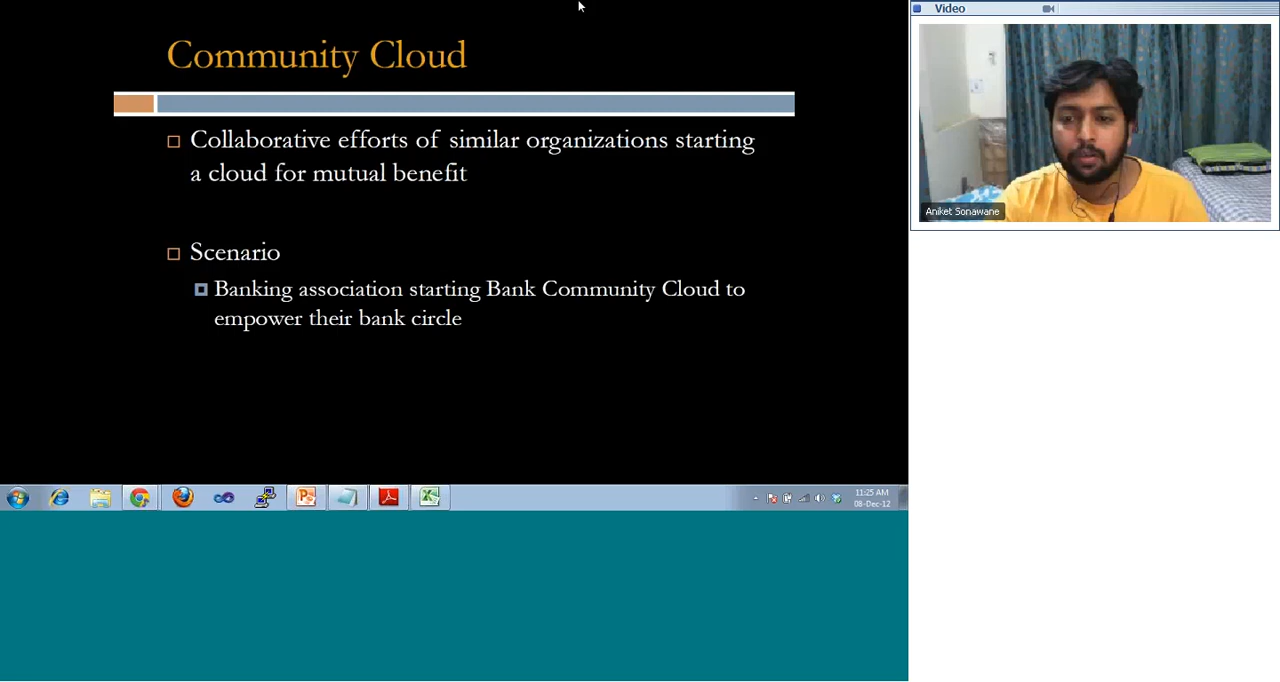 Community Cloud
Collaborative efforts of similar organizations starting
a cloud for mutual benefit
Scenario
Banking association starting Bank Community Cloud to
empower their bank circle
11:25 AM
08-Dec-12
Video
Aniket Sonawane